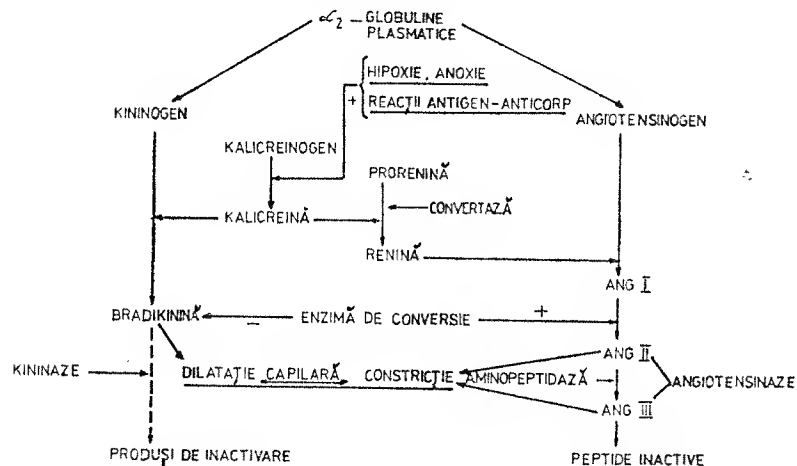 α2 – GLOBULINE
PLASMATICE
HIPOXIE, ANOXIE
+
REACȚII ANTIGEN-ANTICORP
KININOGEN
ANGIOTENSINOGEN
KALICREINOGEN
PRORENINĂ
CONVERTAZĂ
KALICREINĂ
RENINĂ
ANG I
BRADIKININĂ
–
ENZIMĂ DE CONVERSIE
+
ANG II
KININAZE
DILATAȚIE CAPILARĂ CONSTRICȚIE
AMINOPEPTIDAZĂ
ANGIOTENSINAZE
ANG III
PRODUȘI DE INACTIVARE
PEPTIDE INACTIVE